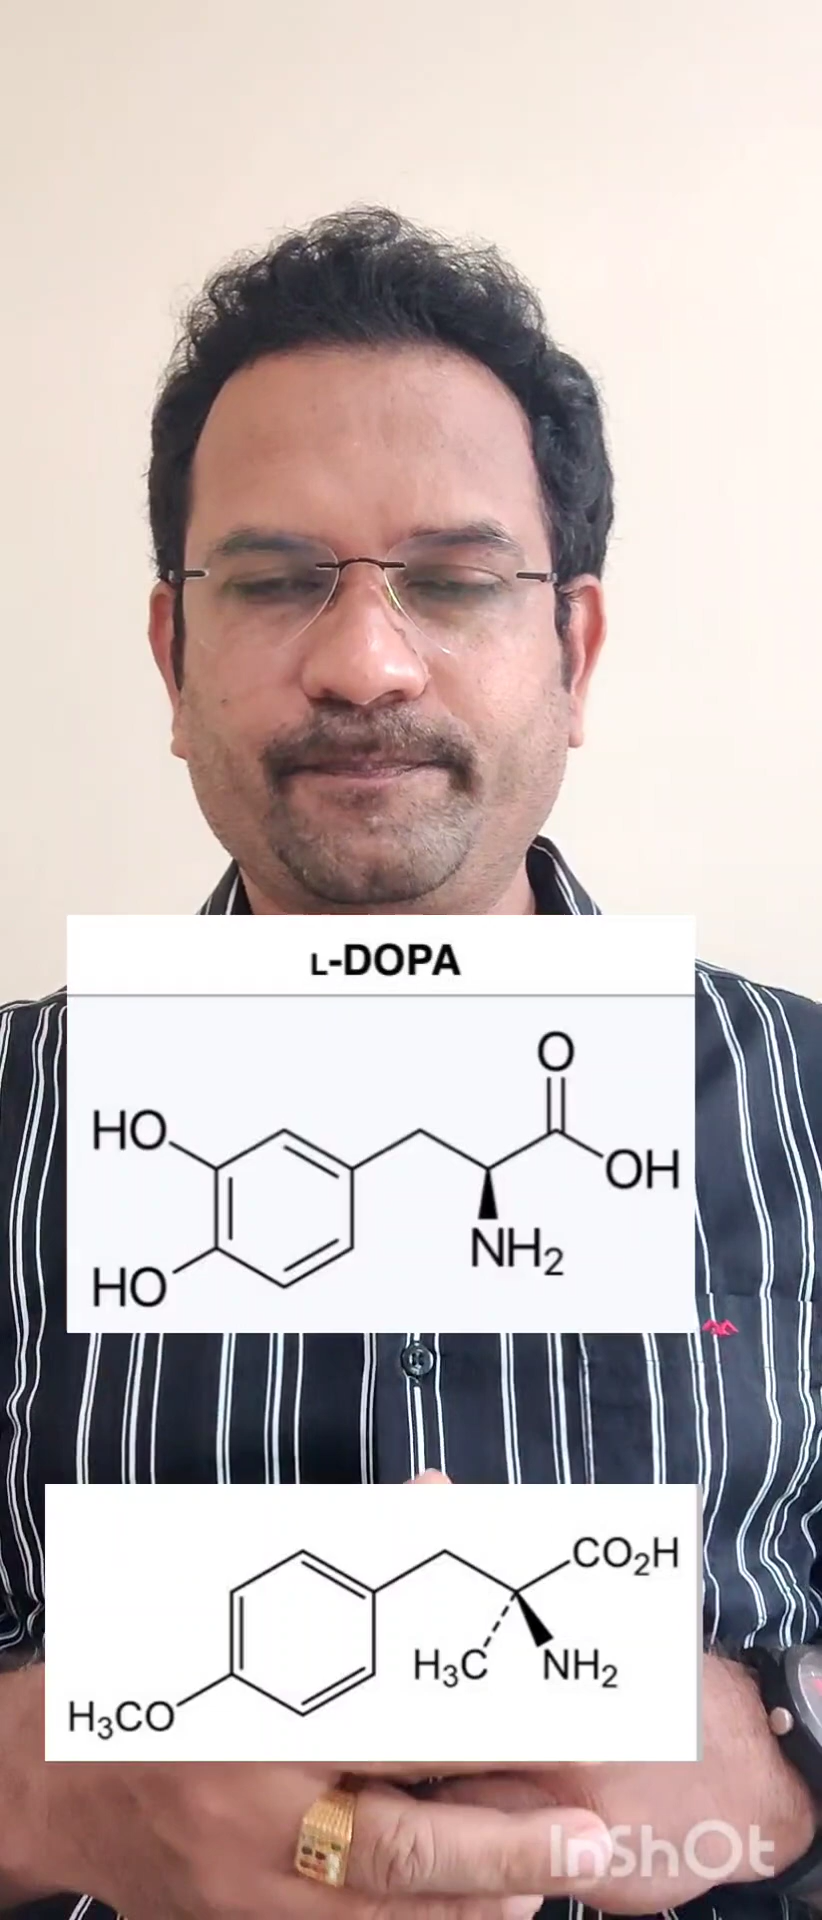 L-DOPA
O
HO
OH
NH₂
HO
CO₂H
H₃C NH₂
H₃CO
InShOt